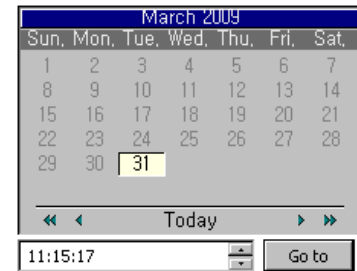 March 2009
Sun, Mon, Tue, Wed, Thu, Fri, Sat,
1 2 3 4 5 6 7
8 9 10 11 12 13 14
15 16 17 18 19 20 21
22 23 24 25 26 27 28
29 30 31
Today
11:15:17 Go to